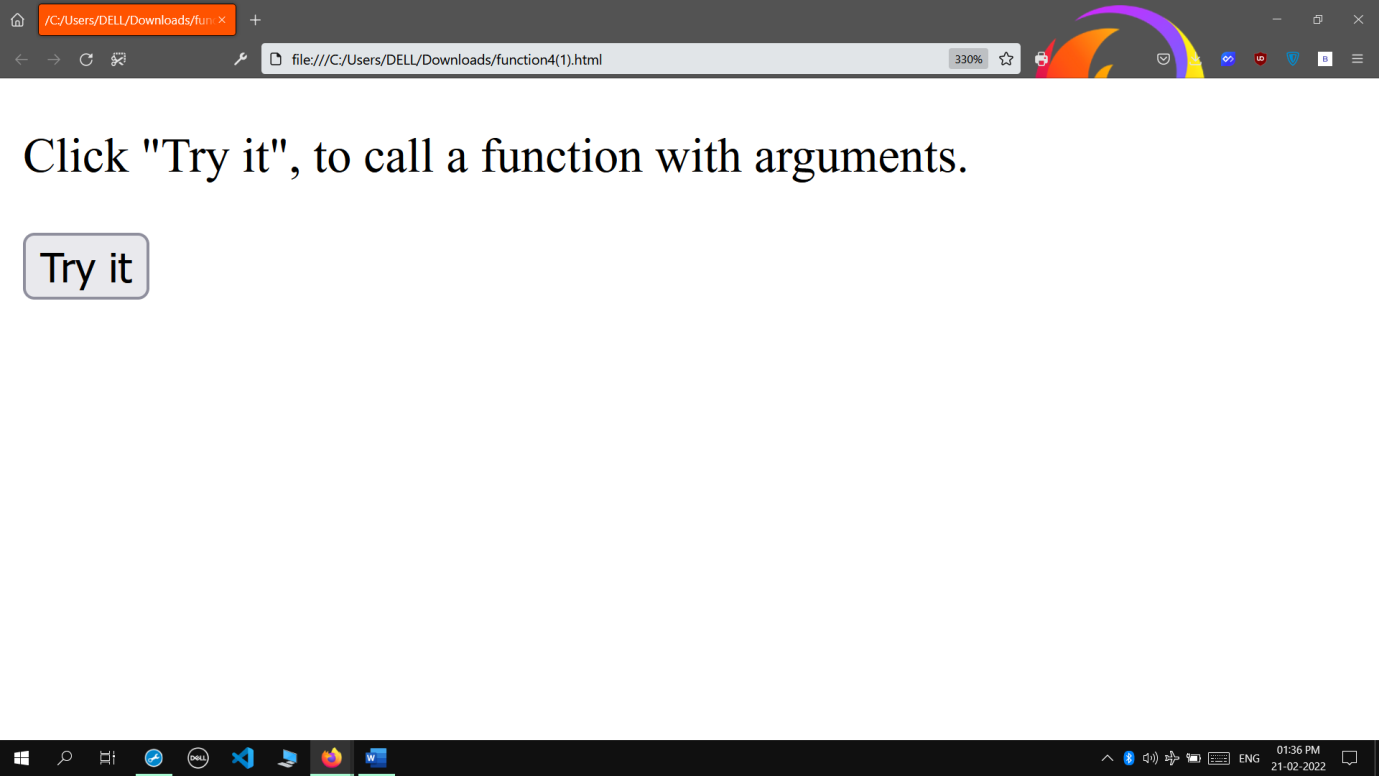 /C:/Users/DELL/Downloads/fun
file:///C:/Users/DELL/Downloads/function4(1).html
330%
B
Click "Try it", to call a function with arguments.
Try it
DELL
W
ENG
01:36 PM
21-02-2022